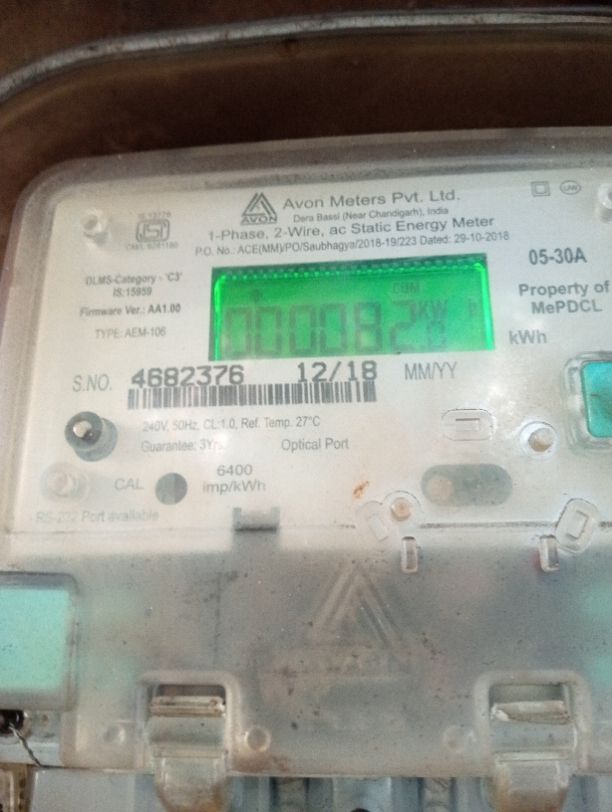 Avon Meters Pvt. Ltd.
AVON
Dera Bassi (Near Chandigarh), India
1-Phase, 2-Wire, ac Static Energy Meter
P.O. No.: ACE(MM)/PO/Saubhagya/2018-19/223 Dated: 29-10-2018
IS 13779
ISI
DLMS-Category - 'C3'
IS:15959
Firmware Ver.: AA1.00
TYPE: AEM-106
CUM
000082
kW h
05-30A
Property of
MePDCL
kWh
S.NO. 4682376 12/18 MM/YY
240V, 50Hz, CL:1.0, Ref. Temp. 27°C
Guarantee: 3Yrs.
Optical Port
CAL
6400
imp/kWh
RS-232 Port available
AVON